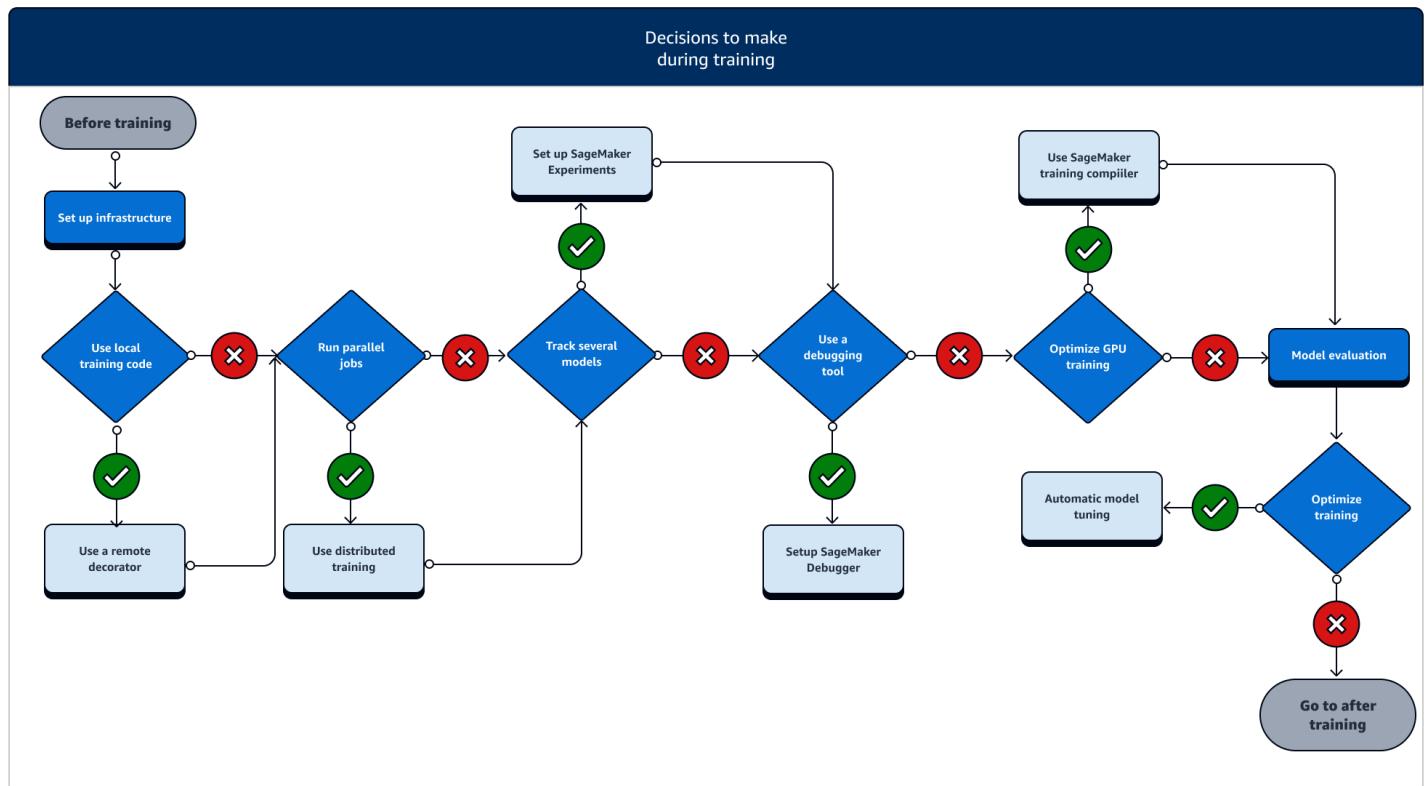 Decisions to make
during training
Before training
Set up infrastructure
Use local
training code
Use a remote
decorator
Run parallel
jobs
Use distributed
training
Set up SageMaker
Experiments
Track several
models
Use a
debugging
tool
Setup SageMaker
Debugger
Use SageMaker
training compiiler
Optimize GPU
training
Model evaluation
Optimize
training
Automatic model
tuning
Go to after
training